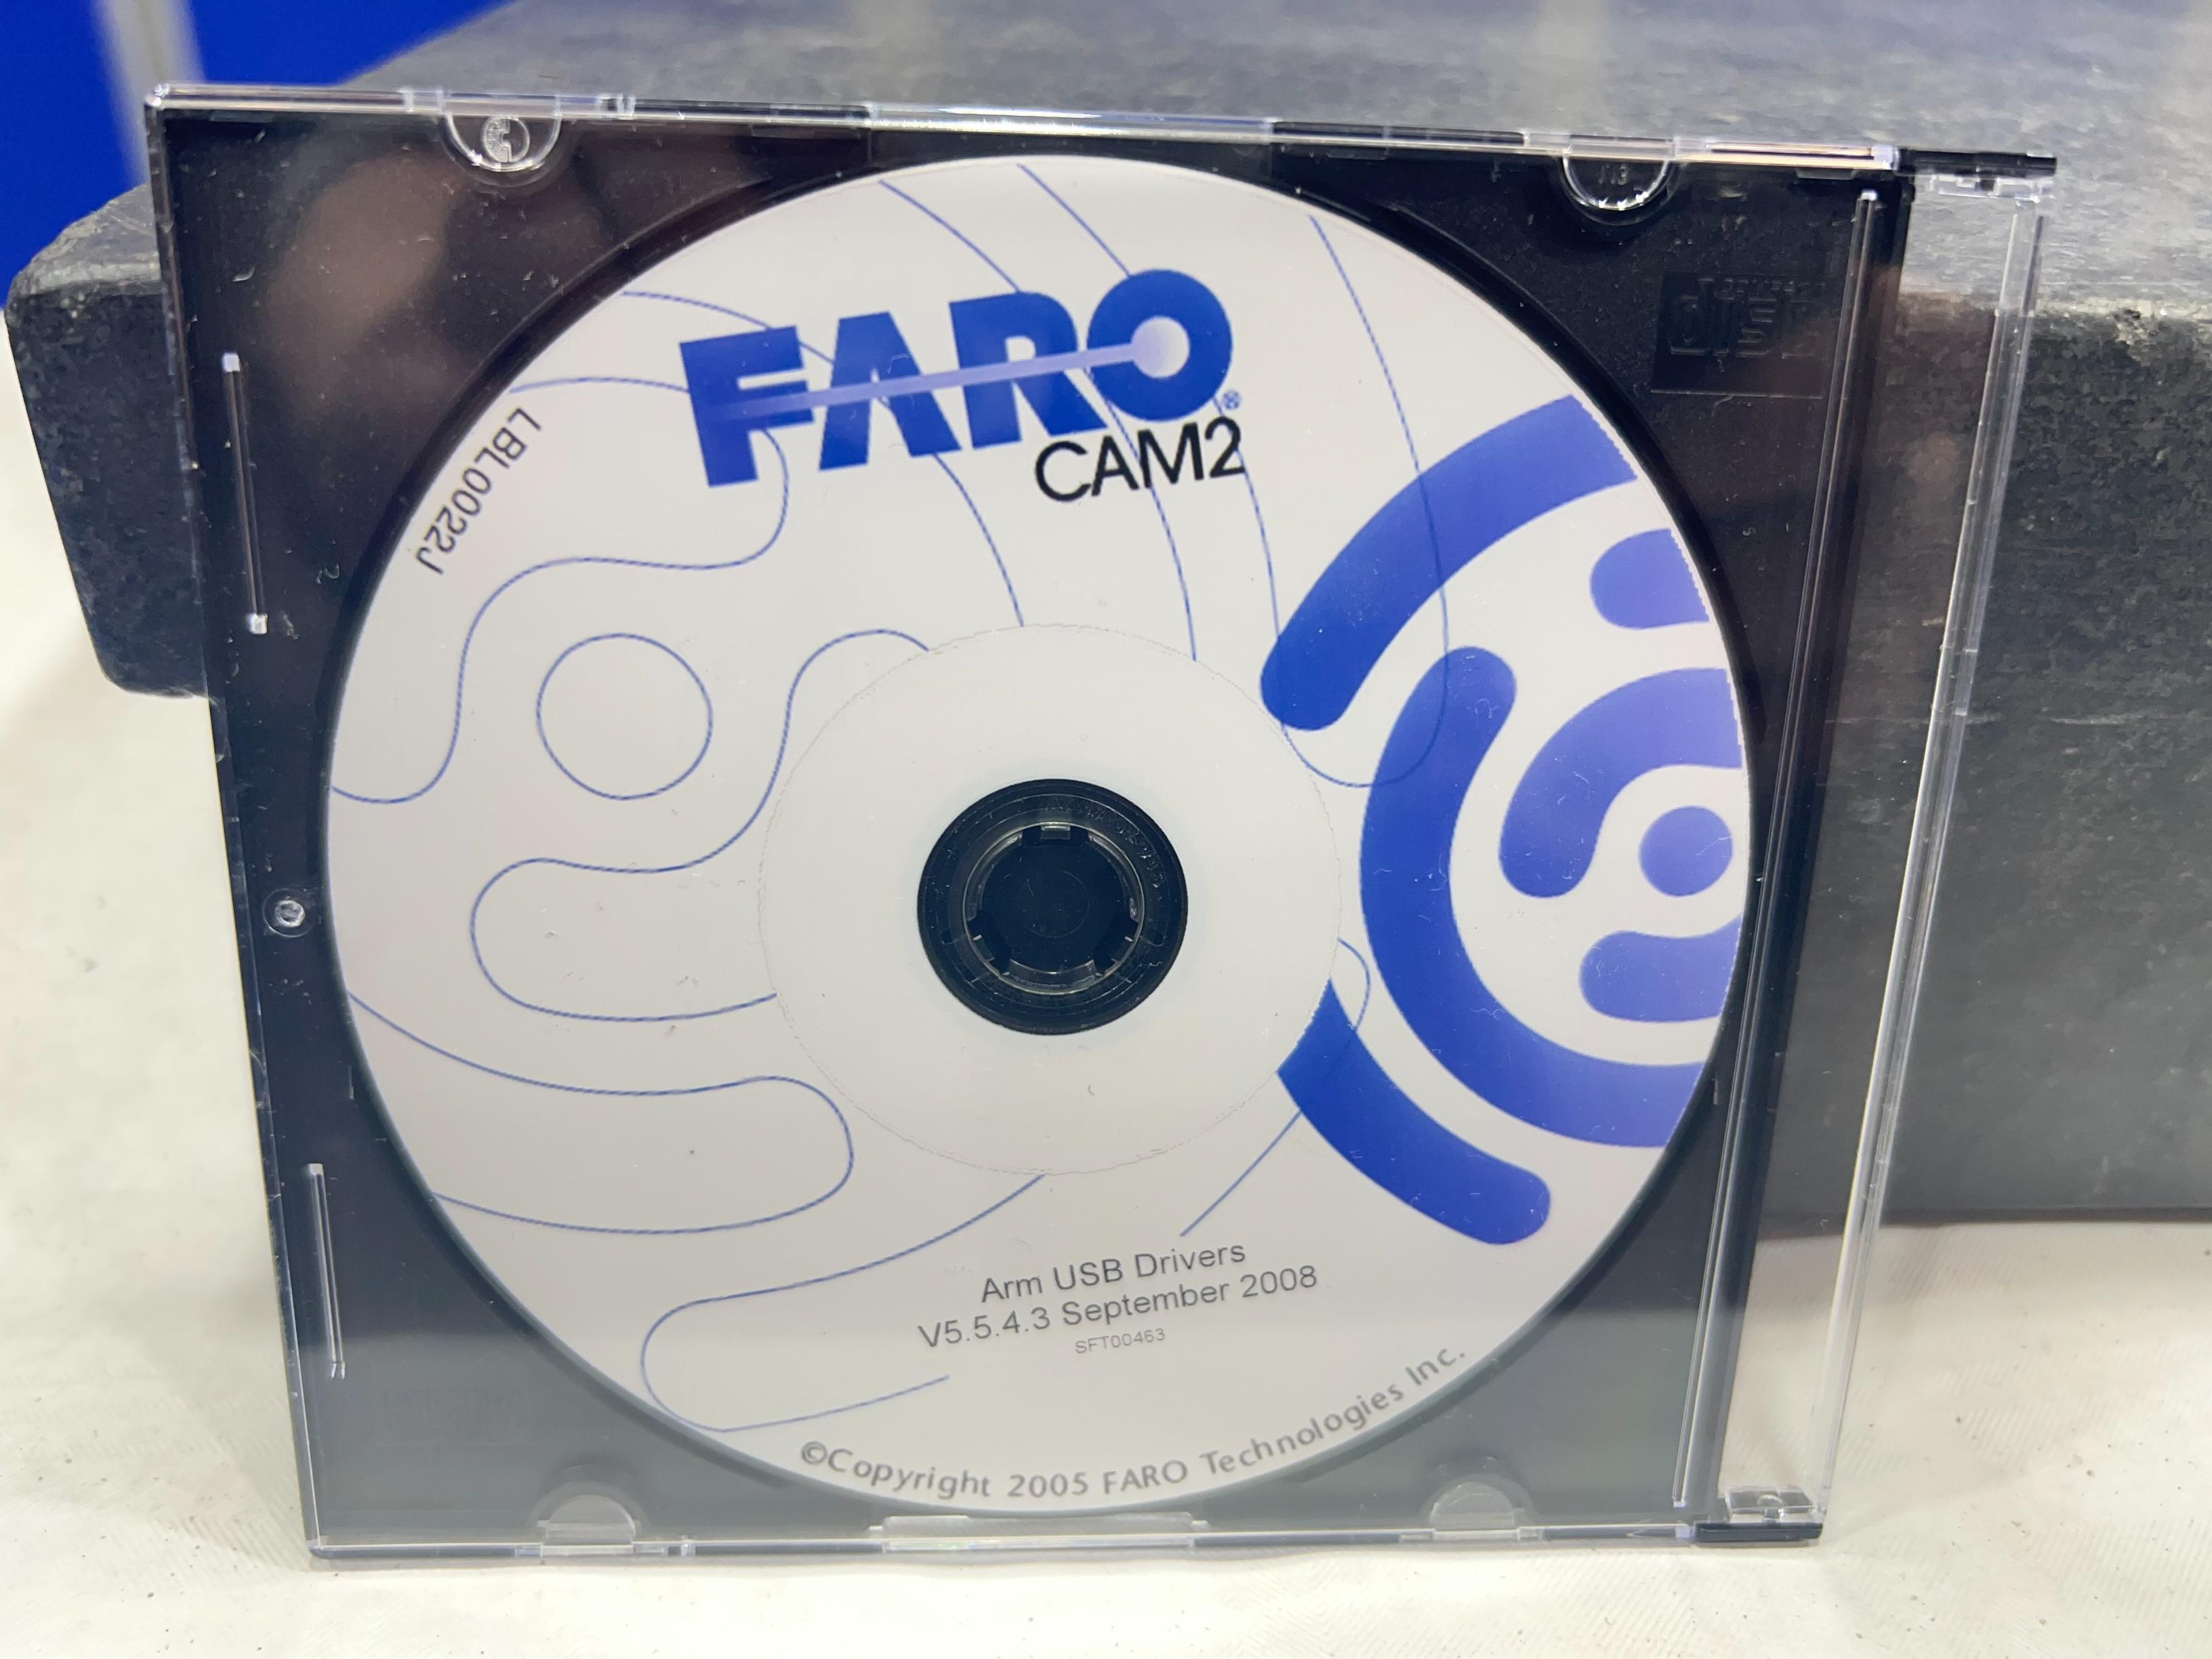 FARO®
CAM2
LBL0022J
Arm USB Drivers
V5.5.4.3 September 2008
SFT00463
©Copyright 2005 FARO Technologies Inc.